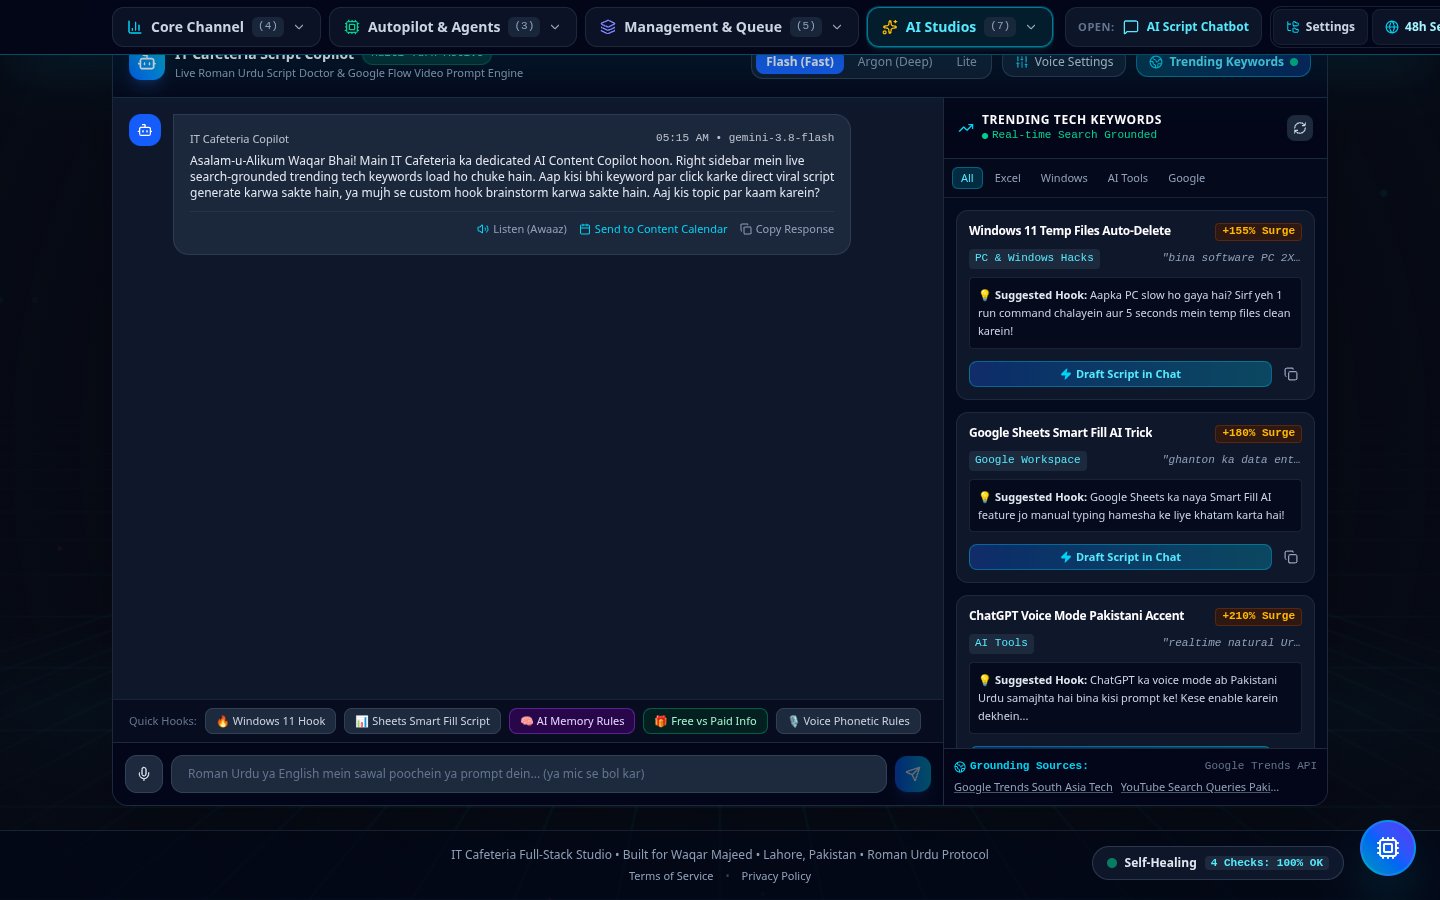 Core Channel (4)
Autopilot & Agents (3)
Management & Queue (5)
AI Studios (7)
OPEN: AI Script Chatbot
Settings
48h Se
IT Cafeteria Script Copilot
Live Roman Urdu Script Doctor & Google Flow Video Prompt Engine
Flash (Fast) Argon (Deep) Lite
Voice Settings
Trending Keywords
IT Cafeteria Copilot
05:15 AM • gemini-3.8-flash
Asalam-u-Alikum Waqar Bhai! Main IT Cafeteria ka dedicated AI Content Copilot hoon. Right sidebar mein live
search-grounded trending tech keywords load ho chuke hain. Aap kisi bhi keyword par click karke direct viral script
generate karwa sakte hain, ya mujh se custom hook brainstorm karwa sakte hain. Aaj kis topic par kaam karein?
Listen (Awaaz) Send to Content Calendar Copy Response
Quick Hooks: 🔥 Windows 11 Hook 📊 Sheets Smart Fill Script 🧠 AI Memory Rules 🎁 Free vs Paid Info 🎙️ Voice Phonetic Rules
Roman Urdu ya English mein sawal poochein ya prompt dein... (ya mic se bol kar)
TRENDING TECH KEYWORDS
Real-time Search Grounded
All Excel Windows AI Tools Google
Windows 11 Temp Files Auto-Delete +155% Surge
PC & Windows Hacks "bina software PC 2X…
💡 Suggested Hook: Aapka PC slow ho gaya hai? Sirf yeh 1
run command chalayein aur 5 seconds mein temp files clean
karein!
Draft Script in Chat
Google Sheets Smart Fill AI Trick +180% Surge
Google Workspace "ghanton ka data ent…
💡 Suggested Hook: Google Sheets ka naya Smart Fill AI
feature jo manual typing hamesha ke liye khatam karta hai!
Draft Script in Chat
ChatGPT Voice Mode Pakistani Accent +210% Surge
AI Tools "realtime natural Ur…
💡 Suggested Hook: ChatGPT ka voice mode ab Pakistani
Urdu samajhta hai bina kisi prompt ke! Kese enable karein
dekhein...
Grounding Sources: Google Trends API
Google Trends South Asia Tech YouTube Search Queries Paki…
IT Cafeteria Full-Stack Studio • Built for Waqar Majeed • Lahore, Pakistan • Roman Urdu Protocol
Terms of Service • Privacy Policy
Self-Healing 4 Checks: 100% OK